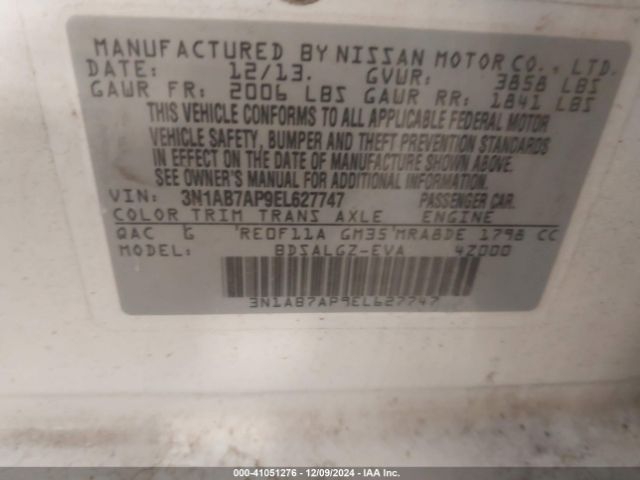 MANUFACTURED BY NISSAN MOTOR CO., LTD.
DATE: 12/13. GVWR: 3858 LBS
GAWR FR: 2006 LBS GAWR RR: 1841 LBS
THIS VEHICLE CONFORMS TO ALL APPLICABLE FEDERAL MOTOR
VEHICLE SAFETY, BUMPER AND THEFT PREVENTION STANDARDS
IN EFFECT ON THE DATE OF MANUFACTURE SHOWN ABOVE.
SEE OWNER'S MANUAL FOR ADDITIONAL INFORMATION.
VIN: 3N1AB7AP9EL627747 PASSENGER CAR.
COLOR TRIM TRANS AXLE ENGINE
QAC G 'RE0F11A GM35'MRA8DE 1798 CC
MODEL: BDSALGZ-EVA 4Z000
3N1AB7AP9EL627747
000-41051276 - 12/09/2024 - IAA Inc.